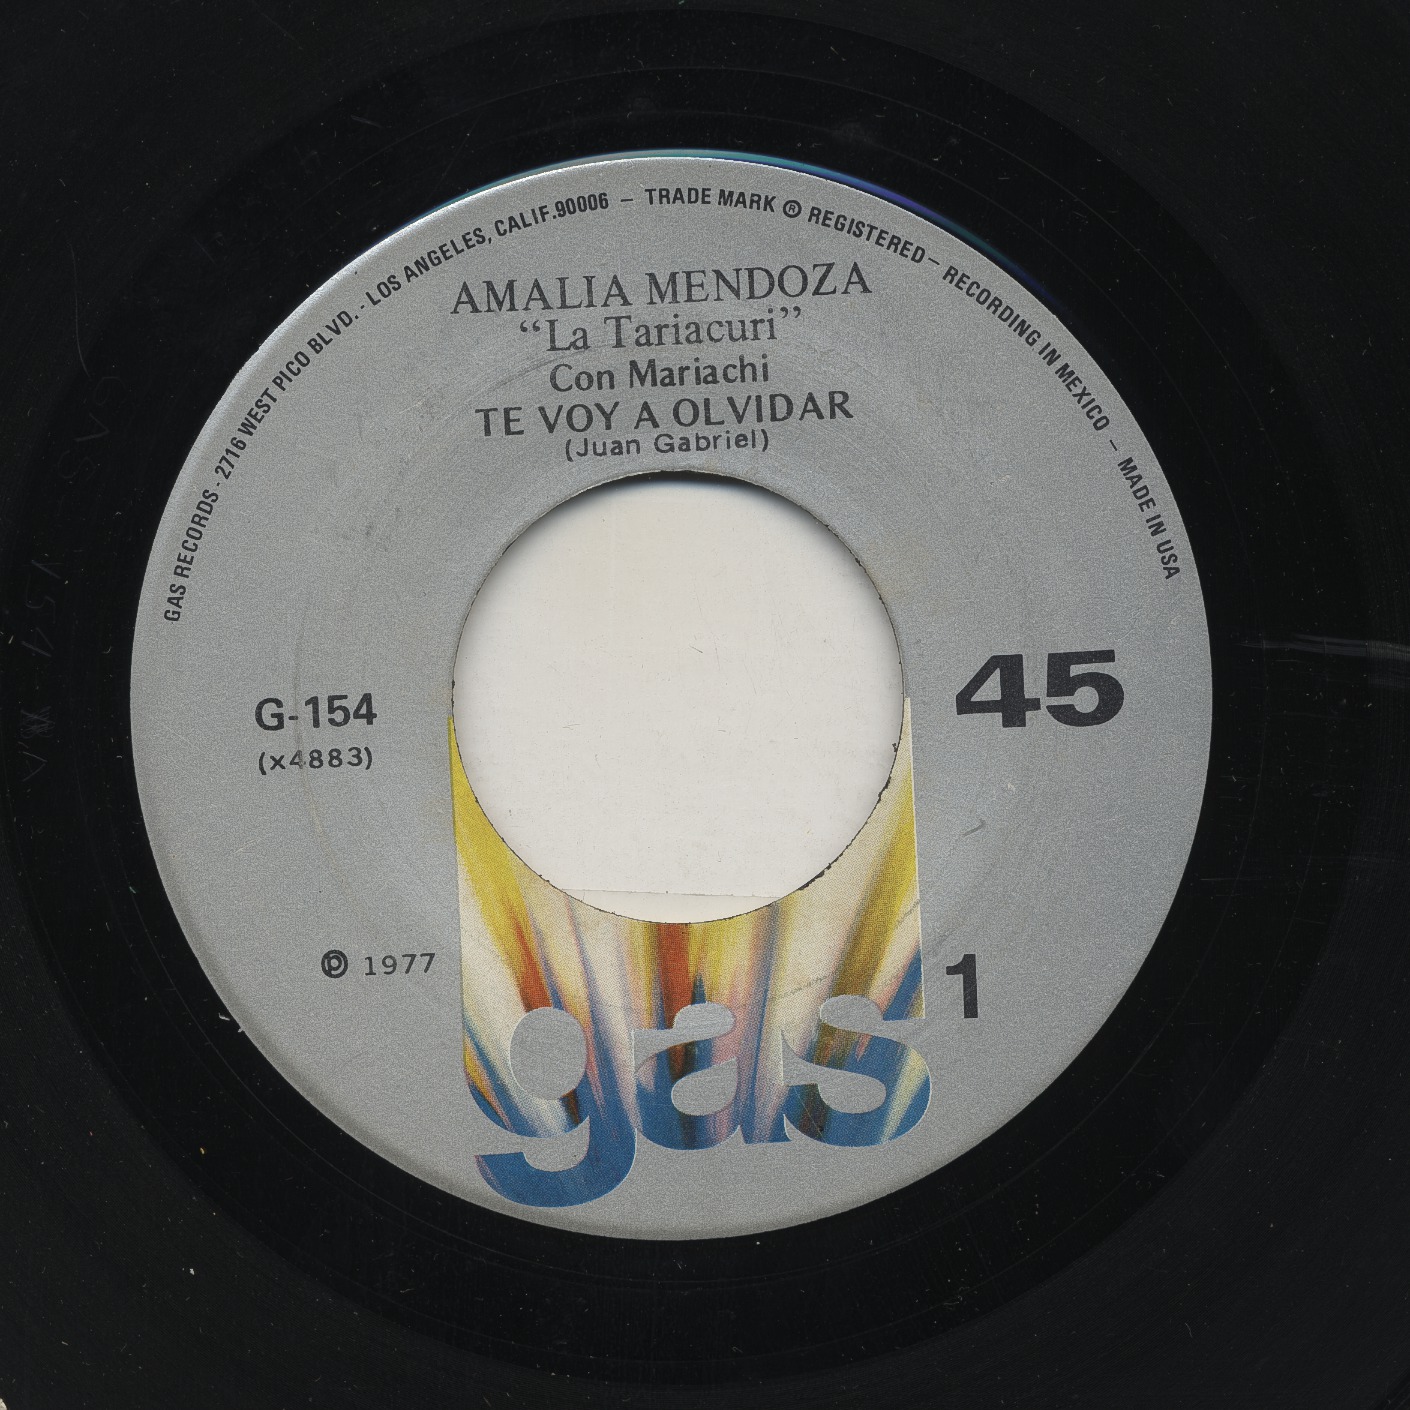 GAS RECORDS - 2716 WEST PICO BLVD. - LOS ANGELES, CALIF.90006 – TRADE MARK ® REGISTERED – RECORDING IN MEXICO – MADE IN USA
AMALIA MENDOZA
“La Tariacuri”
Con Mariachi
TE VOY A OLVIDAR
(Juan Gabriel)
G-154
(x4883)
45
℗ 1977
1
gas